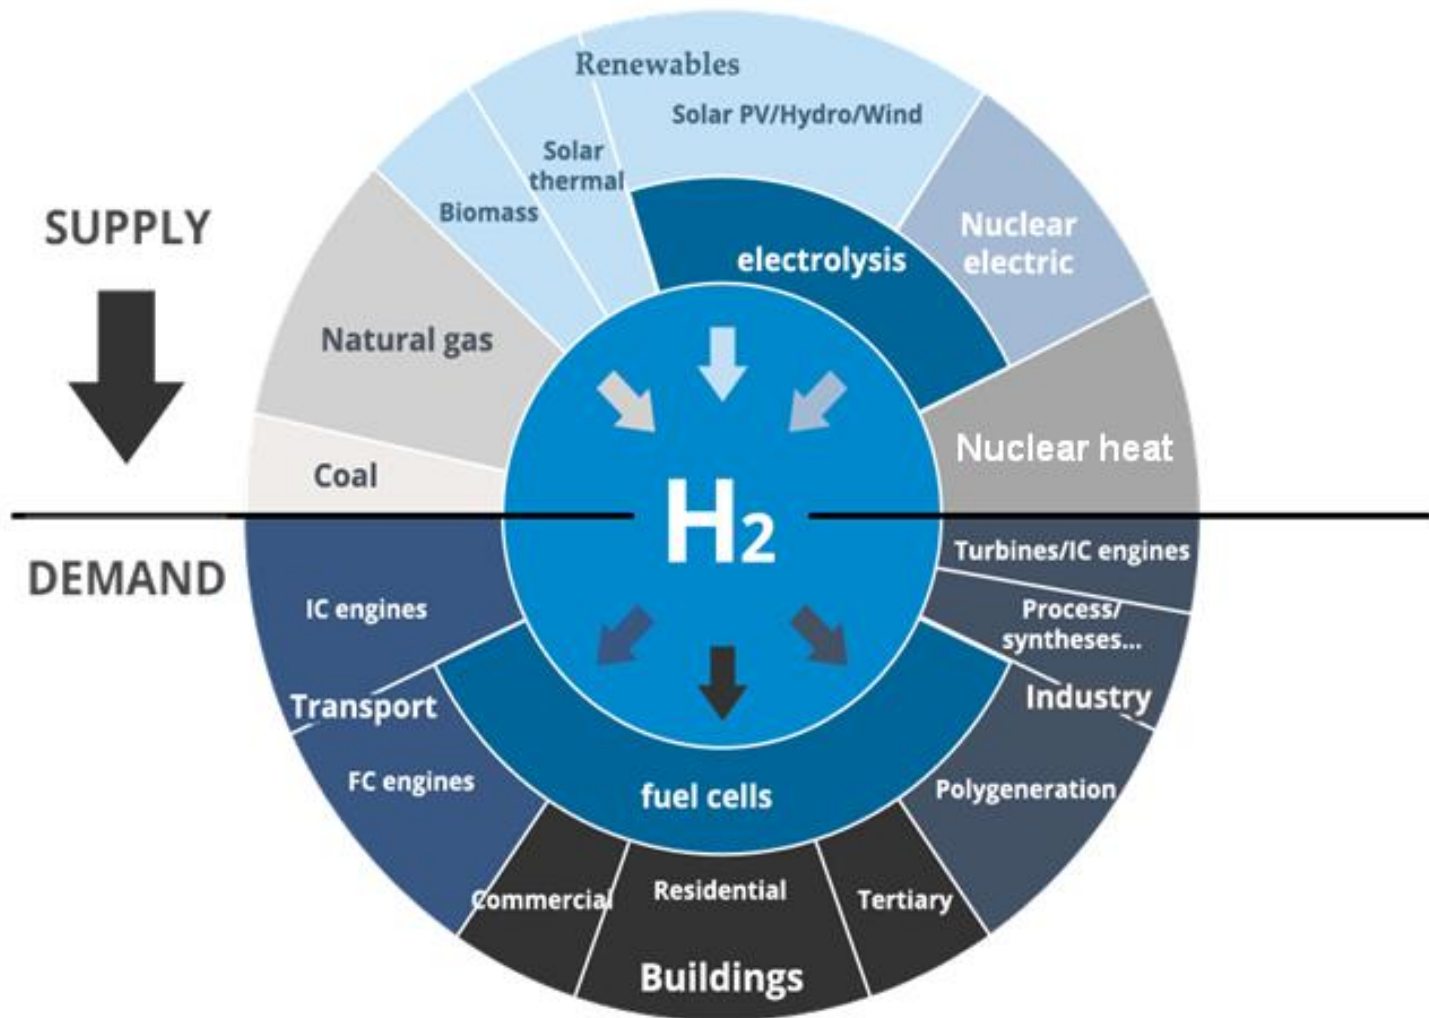 Renewables
Solar PV/Hydro/Wind
Solar
thermal
Biomass
SUPPLY
Nuclear
electric
electrolysis
Natural gas
Nuclear heat
Coal
H2
DEMAND
Turbines/IC engines
IC engines
Process/
syntheses...
Transport
Industry
FC engines
Polygeneration
fuel cells
Commercial
Residential
Tertiary
Buildings